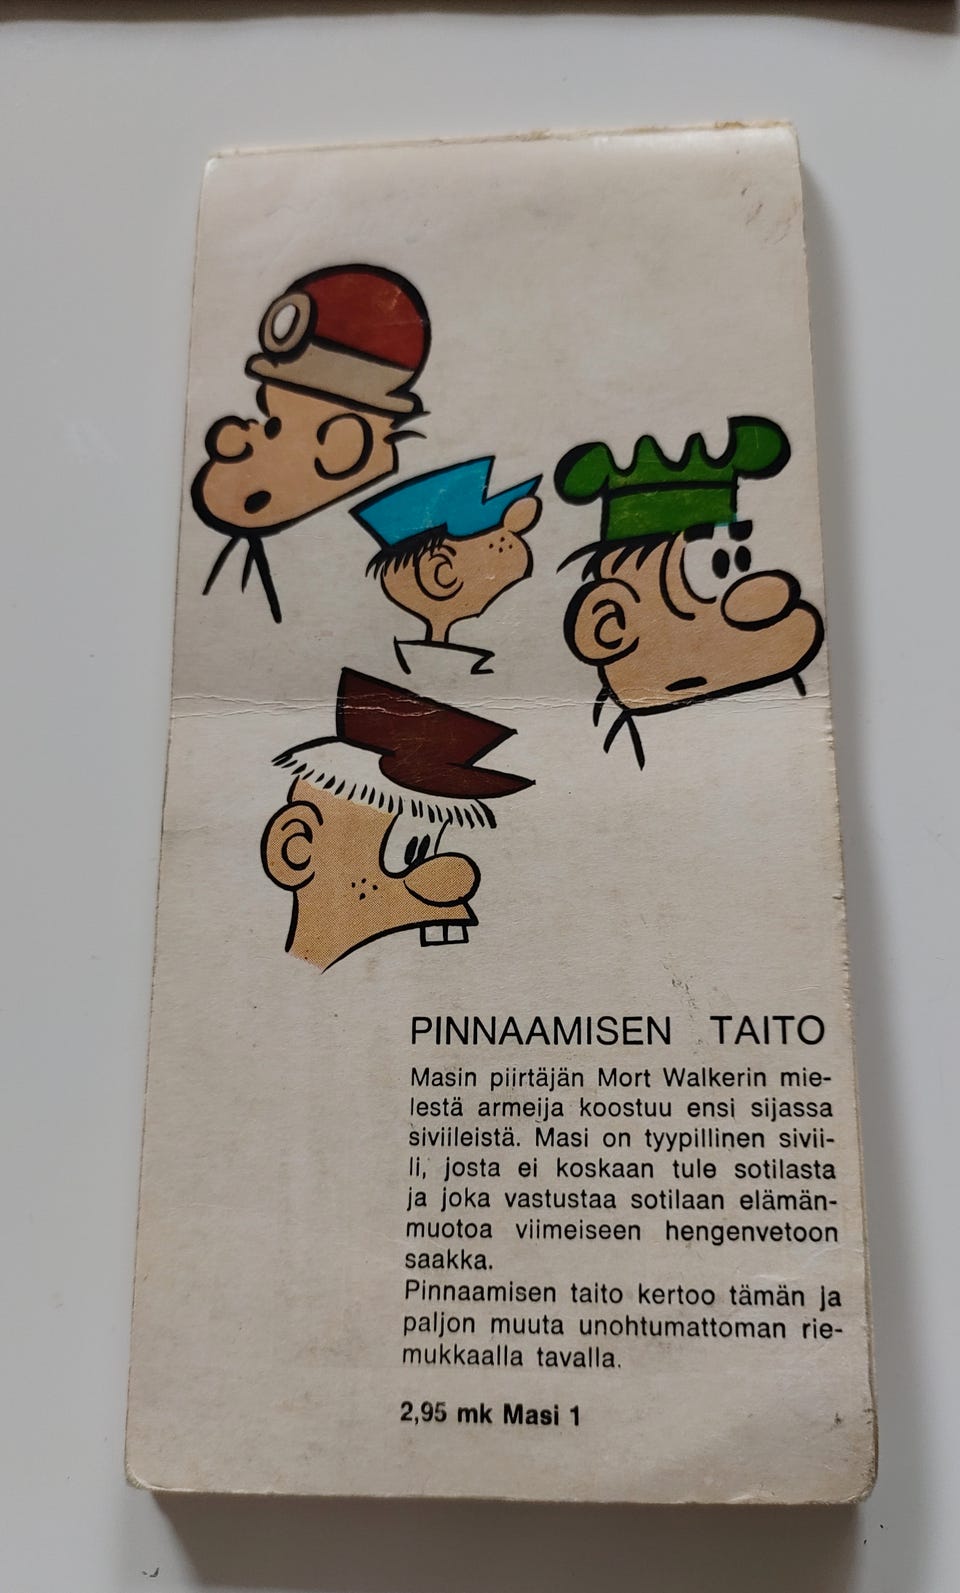 PINNAAMISEN TAITO
Masin piirtäjän Mort Walkerin mie-
lestä armeija koostuu ensi sijassa
siviileistä. Masi on tyypillinen sivii-
li, josta ei koskaan tule sotilasta
ja joka vastustaa sotilaan elämän-
muotoa viimeiseen hengenvetoon
saakka.
Pinnaamisen taito kertoo tämän ja
paljon muuta unohtumattoman rie-
mukkaalla tavalla.
2,95 mk Masi 1